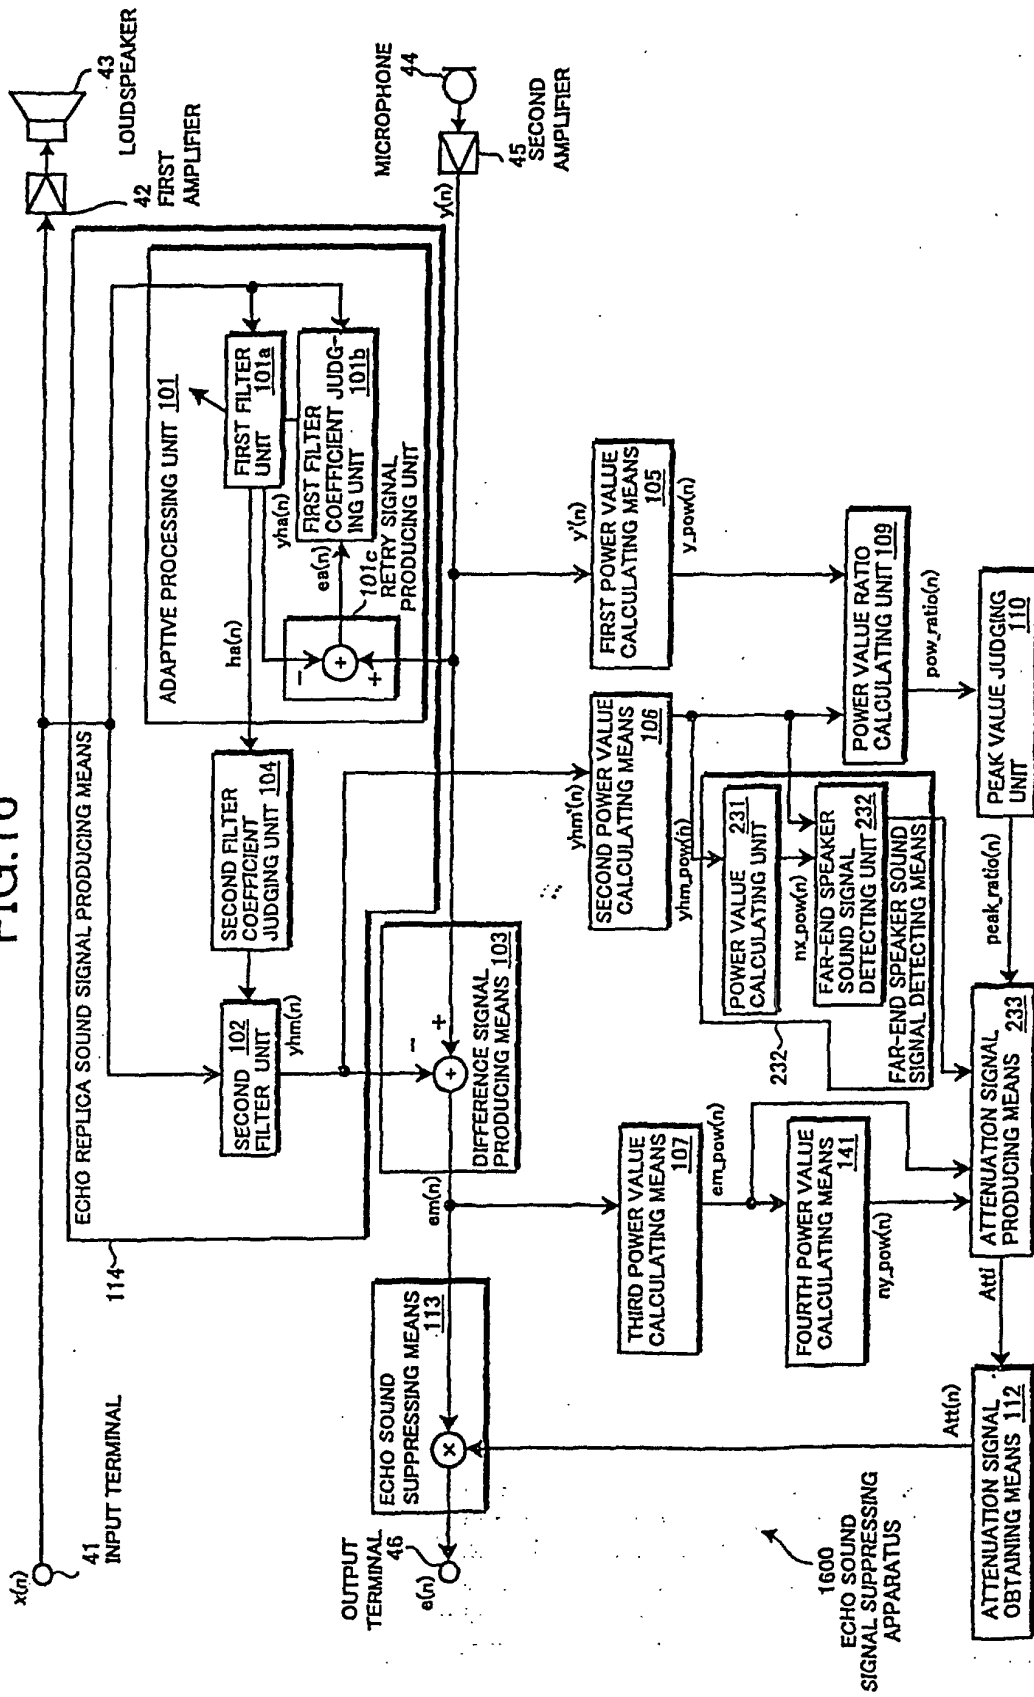 FIG.16
x(n)
41
INPUT TERMINAL
42
FIRST
AMPLIFIER
43
LOUDSPEAKER
114
ECHO REPLICA SOUND SIGNAL PRODUCING MEANS
ADAPTIVE PROCESSING UNIT 101
FIRST FILTER
UNIT 101a
ha(n)
yha(n)
FIRST FILTER
COEFFICIENT JUDG-
ING UNIT 101b
ea(n)
101c
RETRY SIGNAL
PRODUCING UNIT
−
+
+
SECOND FILTER
COEFFICIENT
JUDGING UNIT 104
SECOND 102
FILTER UNIT
yhm(n)
MICROPHONE
44
45
SECOND
AMPLIFIER
y(n)
OUTPUT
TERMINAL
46
e(n)
ECHO SOUND
SUPPRESSING MEANS
113
×
em(n)
−
+
+
DIFFERENCE SIGNAL
PRODUCING MEANS 103
yhm'(n)
SECOND POWER VALUE
CALCULATING MEANS
106
yhm_pow(n)
y'(n)
FIRST POWER VALUE
CALCULATING MEANS
105
y_pow(n)
THIRD POWER VALUE
CALCULATING MEANS
107
em_pow(n)
FOURTH POWER VALUE
CALCULATING MEANS
141
ny_pow(n)
POWER VALUE 231
CALCULATING UNIT
nx_pow(n)
FAR-END SPEAKER
SOUND SIGNAL
DETECTING UNIT 232
232
FAR-END SPEAKER SOUND
SIGNAL DETECTING MEANS
POWER VALUE RATIO
CALCULATING UNIT 109
pow_ratio(n)
PEAK VALUE JUDGING
UNIT 110
peak_ratio(n)
ATTENUATION SIGNAL
PRODUCING MEANS 233
Atti
ATTENUATION SIGNAL
OBTAINING MEANS 112
Att(n)
1600
ECHO SOUND
SIGNAL SUPPRESSING
APPARATUS